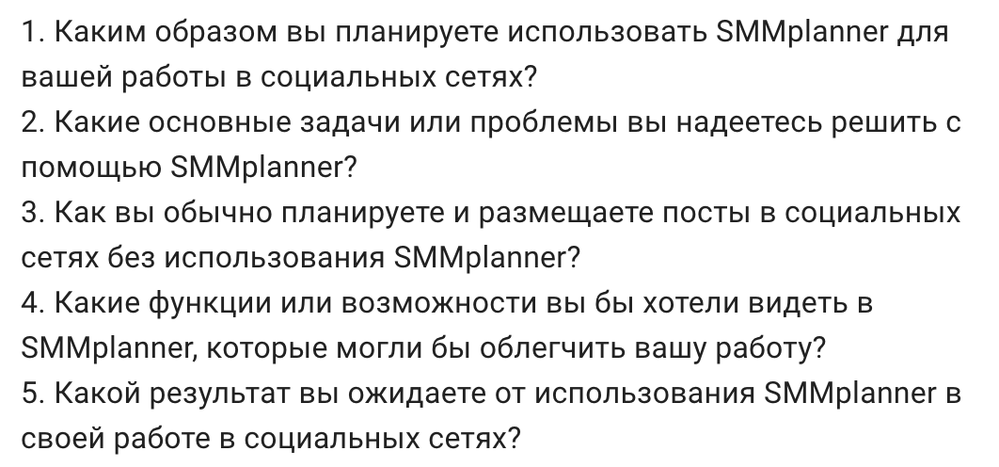 1. Каким образом вы планируете использовать SMMplanner для
вашей работы в социальных сетях?
2. Какие основные задачи или проблемы вы надеетесь решить с
помощью SMMplanner?
3. Как вы обычно планируете и размещаете посты в социальных
сетях без использования SMMplanner?
4. Какие функции или возможности вы бы хотели видеть в
SMMplanner, которые могли бы облегчить вашу работу?
5. Какой результат вы ожидаете от использования SMMplanner в
своей работе в социальных сетях?